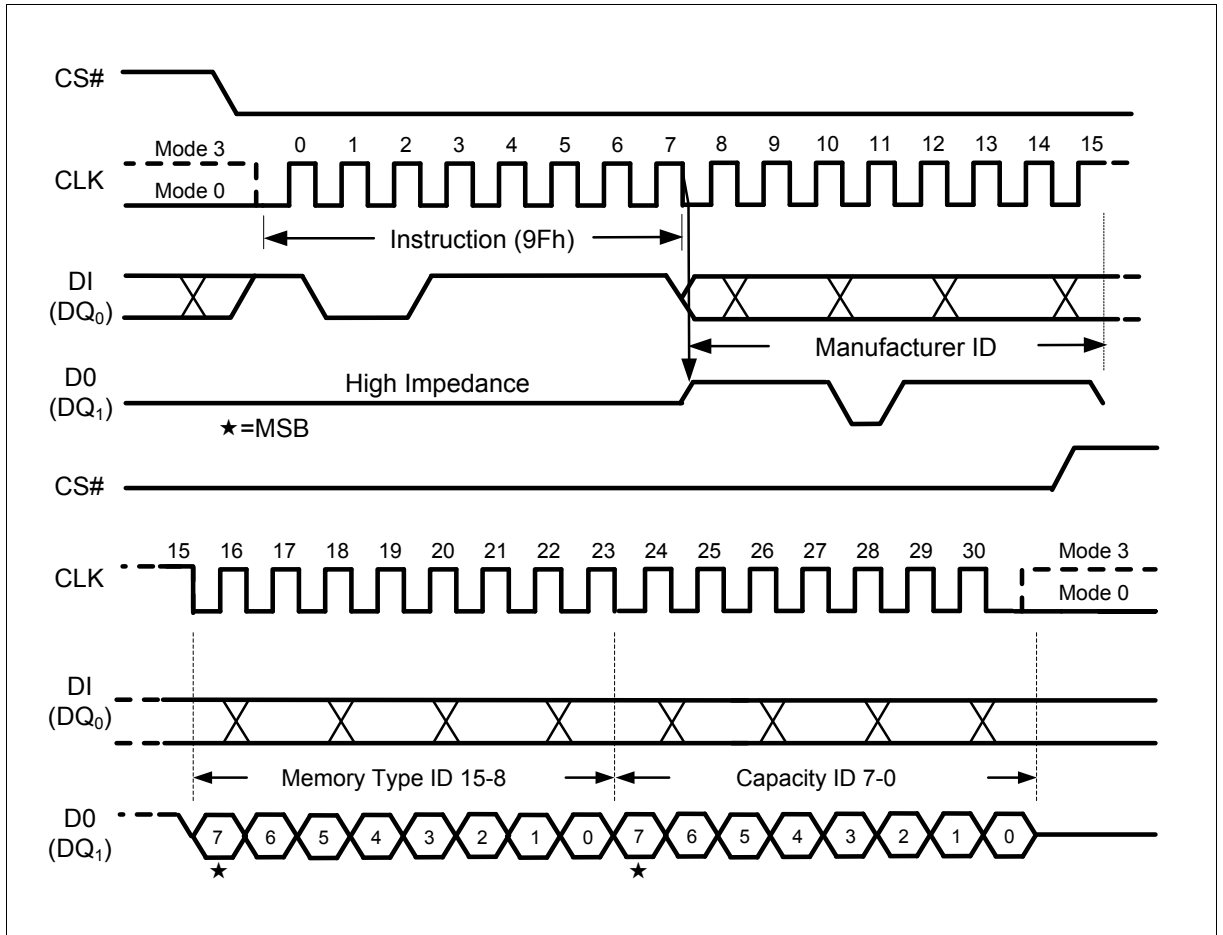 CS#
Mode 3
0 1 2 3 4 5 6 7 8 9 10 11 12 13 14 15
CLK
Mode 0
Instruction (9Fh)
DI
(DQ0)
Manufacturer ID
D0
(DQ1)
High Impedance
★=MSB
CS#
15 16 17 18 19 20 21 22 23 24 25 26 27 28 29 30
Mode 3
CLK
Mode 0
DI
(DQ0)
Memory Type ID 15-8
Capacity ID 7-0
D0
(DQ1)
7 6 5 4 3 2 1 0 7 6 5 4 3 2 1 0
★ ★